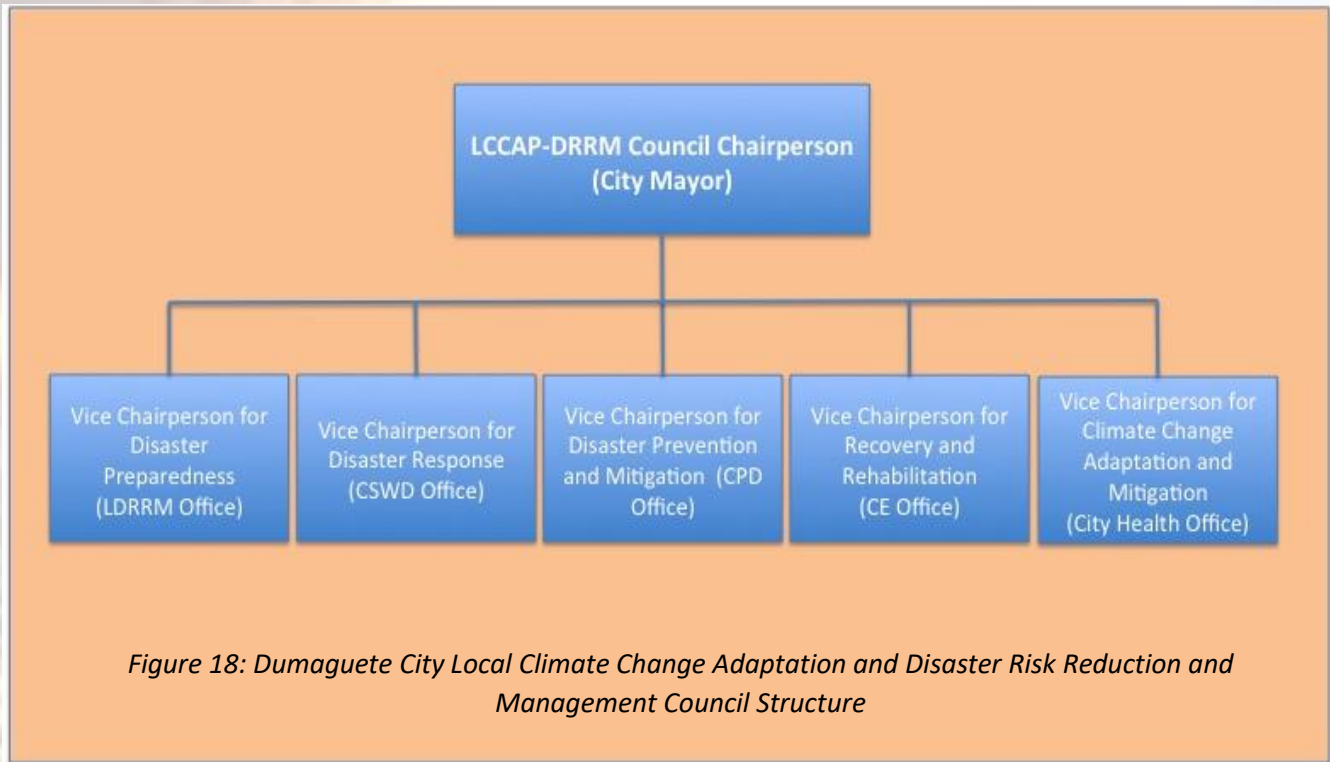 LCCAP-DRRM Council Chairperson
(City Mayor)
Vice Chairperson for
Disaster
Preparedness
(LDRRM Office)
Vice Chairperson for
Disaster Response
(CSWD Office)
Vice Chairperson for
Disaster Prevention
and Mitigation (CPD
Office)
Vice Chairperson for
Recovery and
Rehabilitation
(CE Office)
Vice Chairperson for
Climate Change
Adaptation and
Mitigation
(City Health Office)
Figure 18: Dumaguete City Local Climate Change Adaptation and Disaster Risk Reduction and
Management Council Structure